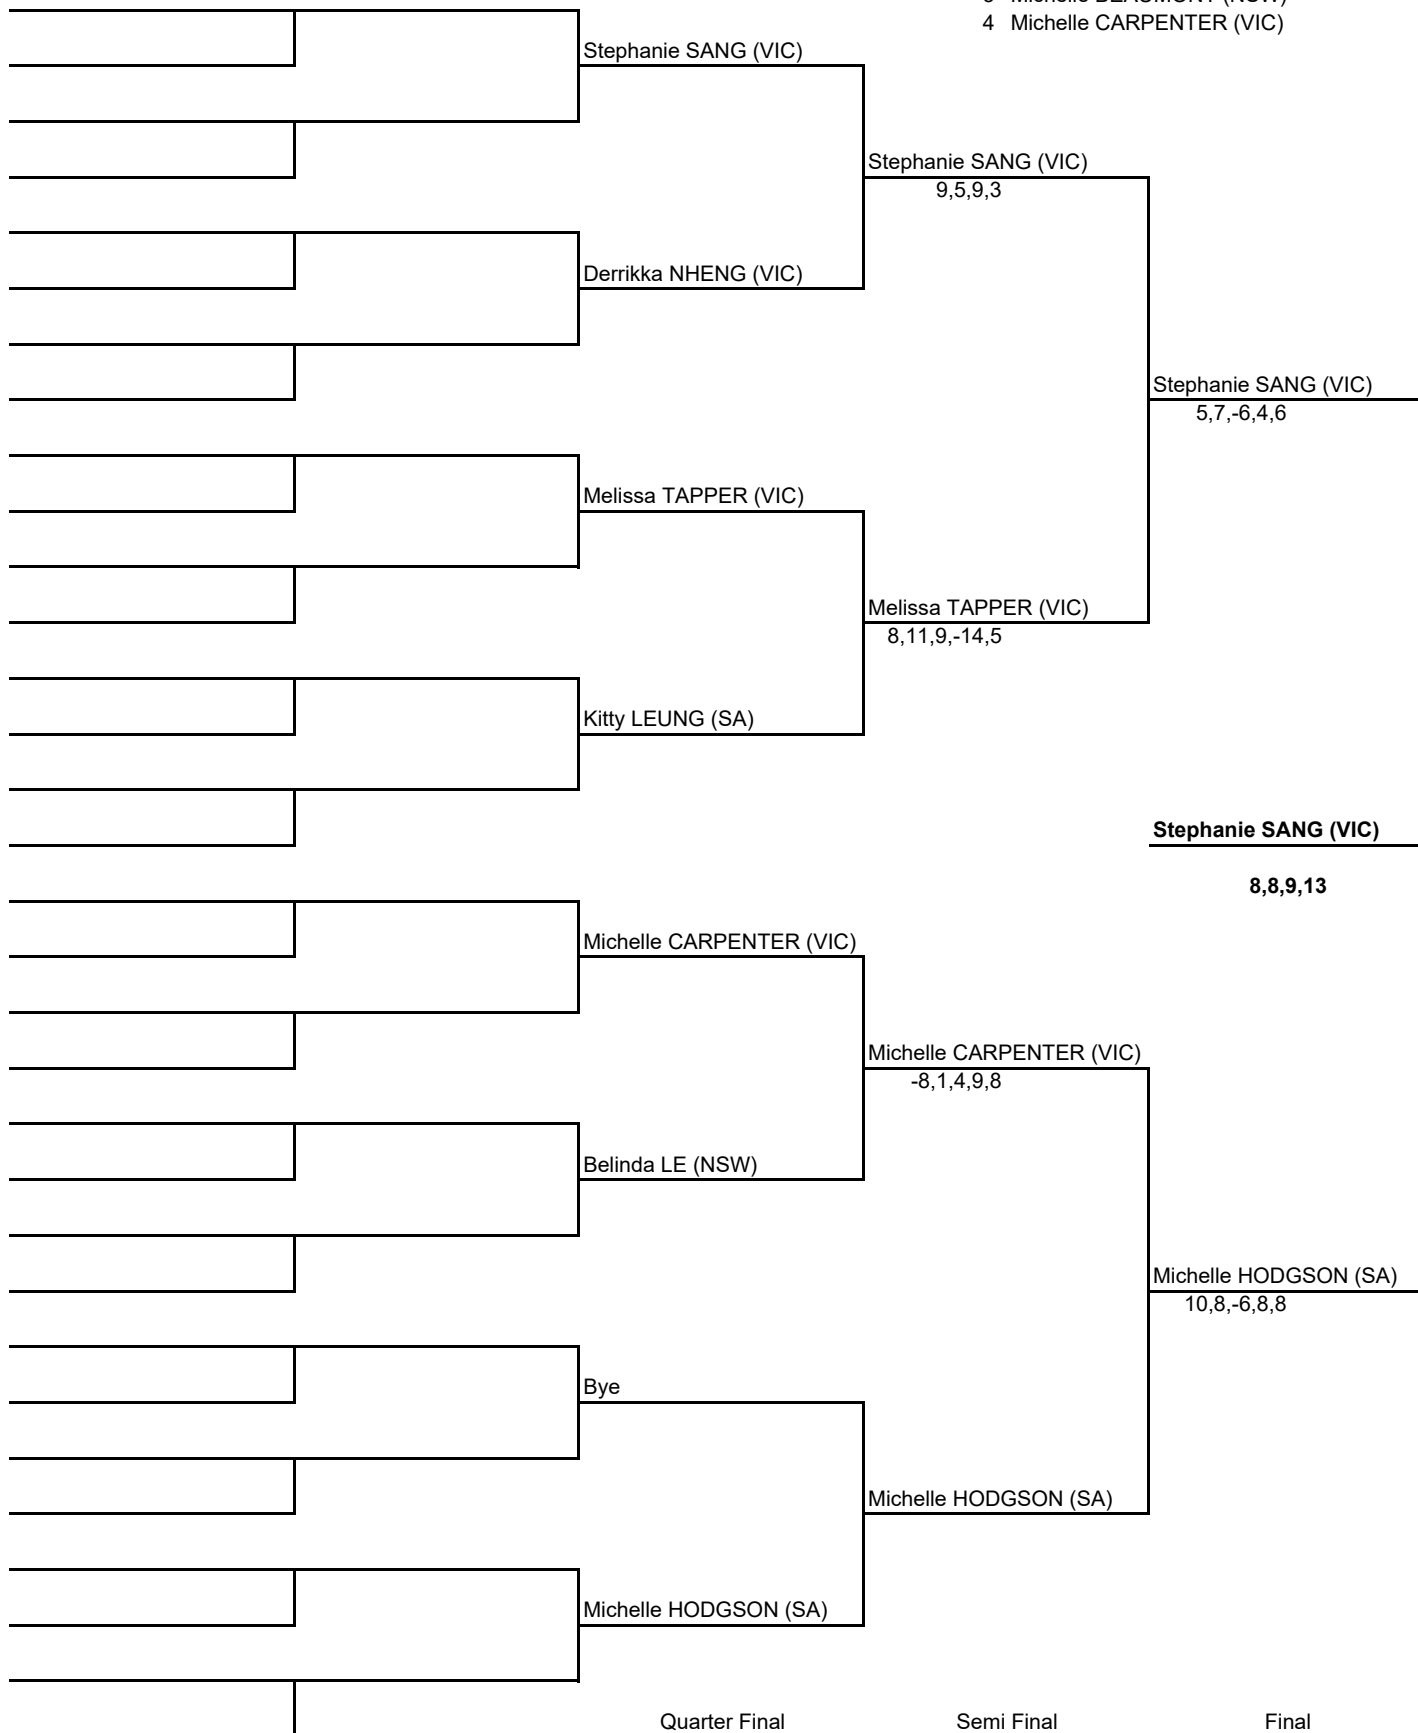 4 Michelle CARPENTER (VIC)
Stephanie SANG (VIC)
Stephanie SANG (VIC)
9,5,9,3
Derrikka NHENG (VIC)
Stephanie SANG (VIC)
5,7,-6,4,6
Melissa TAPPER (VIC)
Melissa TAPPER (VIC)
8,11,9,-14,5
Kitty LEUNG (SA)
Stephanie SANG (VIC)
8,8,9,13
Michelle CARPENTER (VIC)
Michelle CARPENTER (VIC)
-8,1,4,9,8
Belinda LE (NSW)
Michelle HODGSON (SA)
10,8,-6,8,8
Bye
Michelle HODGSON (SA)
Michelle HODGSON (SA)
Quarter Final Semi Final Final